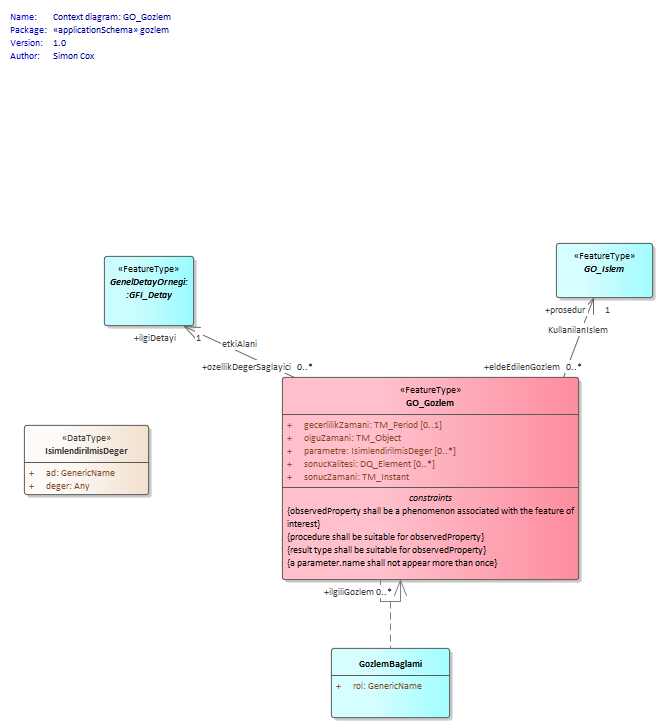 Name: Context diagram: GO_Gozlem
Package: «applicationSchema» gozlem
Version: 1.0
Author: Simon Cox
«FeatureType»
GenelDetayOrnegi:
:GFI_Detay
«FeatureType»
GO_Islem
+ilgiDetayi 1
etkiAlani
+ozellikDegerSaglayici 0..*
+prosedur 1
KullanilanIslem
+eldeEdilenGozlem 0..*
«FeatureType»
GO_Gozlem
+ gecerlilikZamani: TM_Period [0..1]
+ olguZamani: TM_Object
+ parametre: IsimlendirilmisDeger [0..*]
+ sonucKalitesi: DQ_Element [0..*]
+ sonucZamani: TM_Instant
constraints
{observedProperty shall be a phenomenon associated with the feature of
interest}
{procedure shall be suitable for observedProperty}
{result type shall be suitable for observedProperty}
{a parameter.name shall not appear more than once}
«DataType»
IsimlendirilmisDeger
+ ad: GenericName
+ deger: Any
+ilgiliGozlem 0..*
GozlemBaglami
+ rol: GenericName